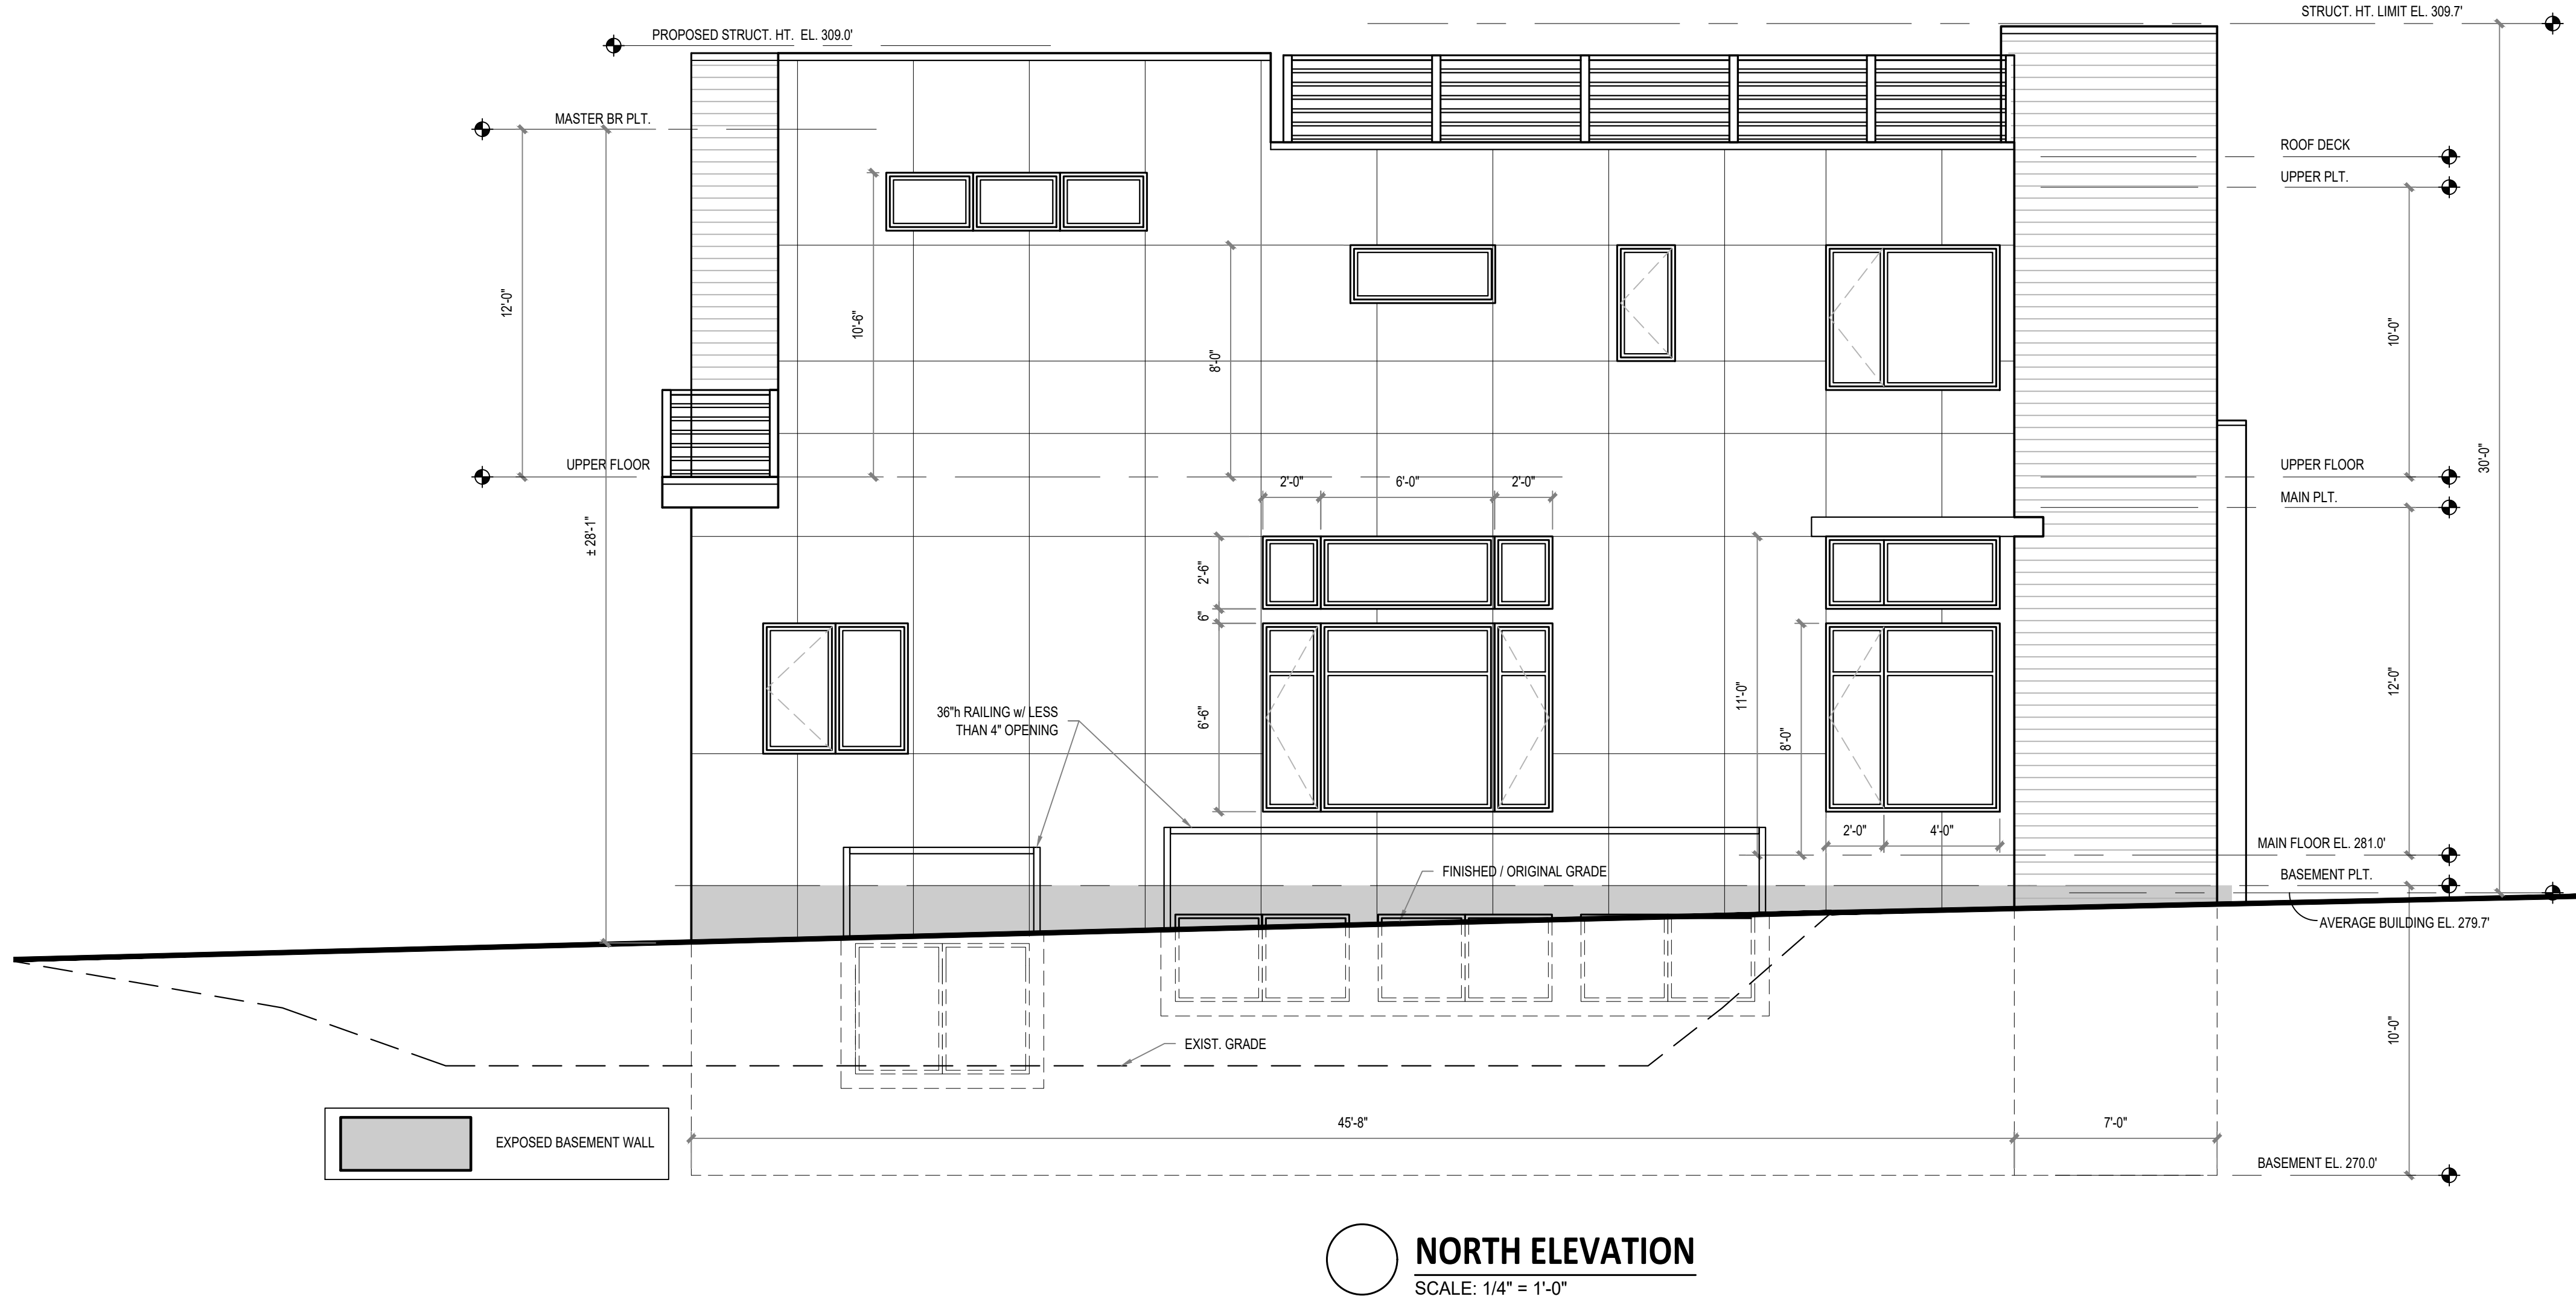 STRUCT. HT. LIMIT EL. 309.7'
PROPOSED STRUCT. HT. EL. 309.0'
MASTER BR PLT.
ROOF DECK
UPPER PLT.
12'-0"
10'-6"
8'-0"
10'-0"
30'-0"
UPPER FLOOR
UPPER FLOOR
2'-0"
6'-0"
2'-0"
MAIN PLT.
± 28'-1"
2'-6"
6"
6'-6"
11'-0"
8'-0"
12'-0"
36"h RAILING w/ LESS
THAN 4" OPENING
2'-0"
4'-0"
MAIN FLOOR EL. 281.0'
FINISHED / ORIGINAL GRADE
BASEMENT PLT.
AVERAGE BUILDING EL. 279.7'
EXIST. GRADE
10'-0"
45'-8"
7'-0"
EXPOSED BASEMENT WALL
BASEMENT EL. 270.0'
NORTH ELEVATION
SCALE: 1/4" = 1'-0"